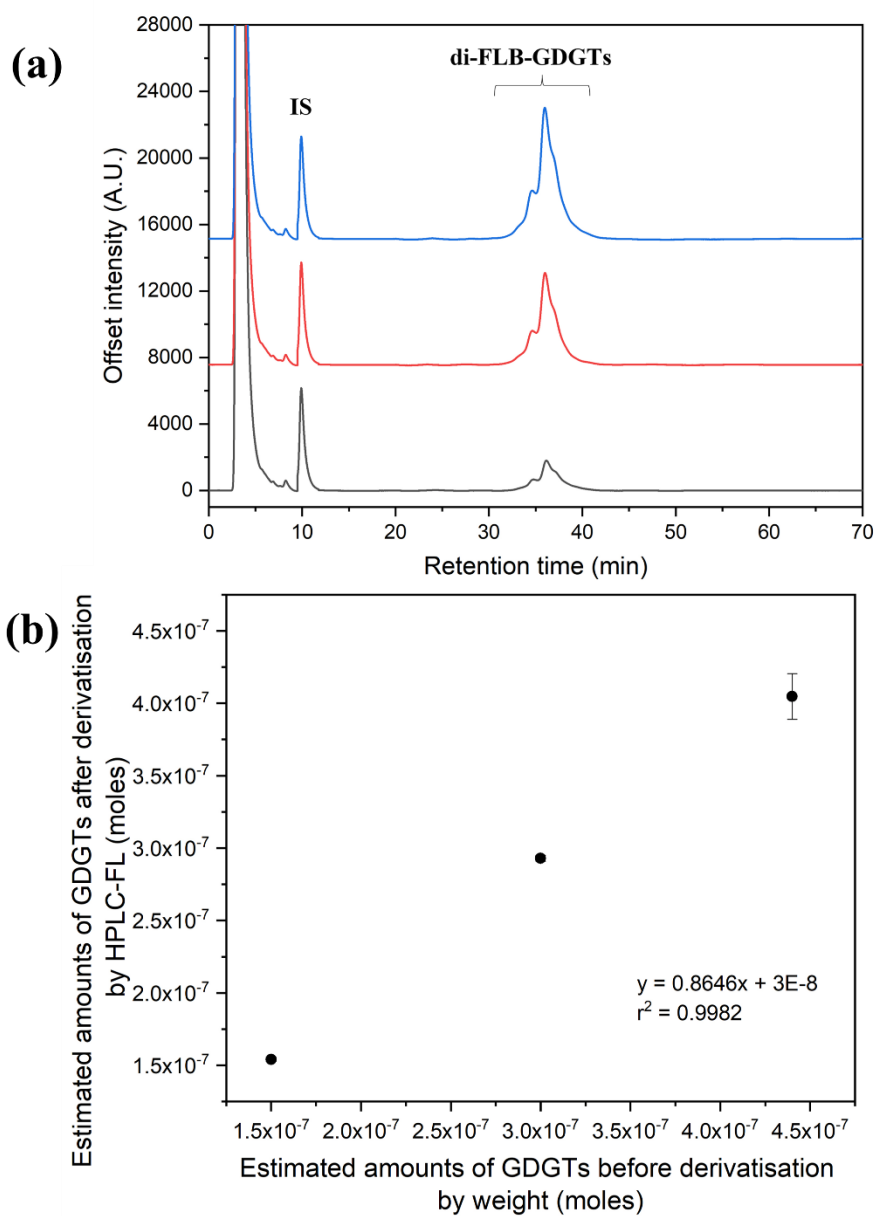 (a)
28000
24000
20000
16000
12000
8000
4000
0
Offset intensity (A.U.)
IS
di-FLB-GDGTs
0 10 20 30 40 50 60 70
Retention time (min)
(b)
Estimated amounts of GDGTs after derivatisation
by HPLC-FL (moles)
4.5x10⁻⁷
4.0x10⁻⁷
3.5x10⁻⁷
3.0x10⁻⁷
2.5x10⁻⁷
2.0x10⁻⁷
1.5x10⁻⁷
y = 0.8646x + 3E-8
r² = 0.9982
1.5x10⁻⁷ 2.0x10⁻⁷ 2.5x10⁻⁷ 3.0x10⁻⁷ 3.5x10⁻⁷ 4.0x10⁻⁷ 4.5x10⁻⁷
Estimated amounts of GDGTs before derivatisation
by weight (moles)